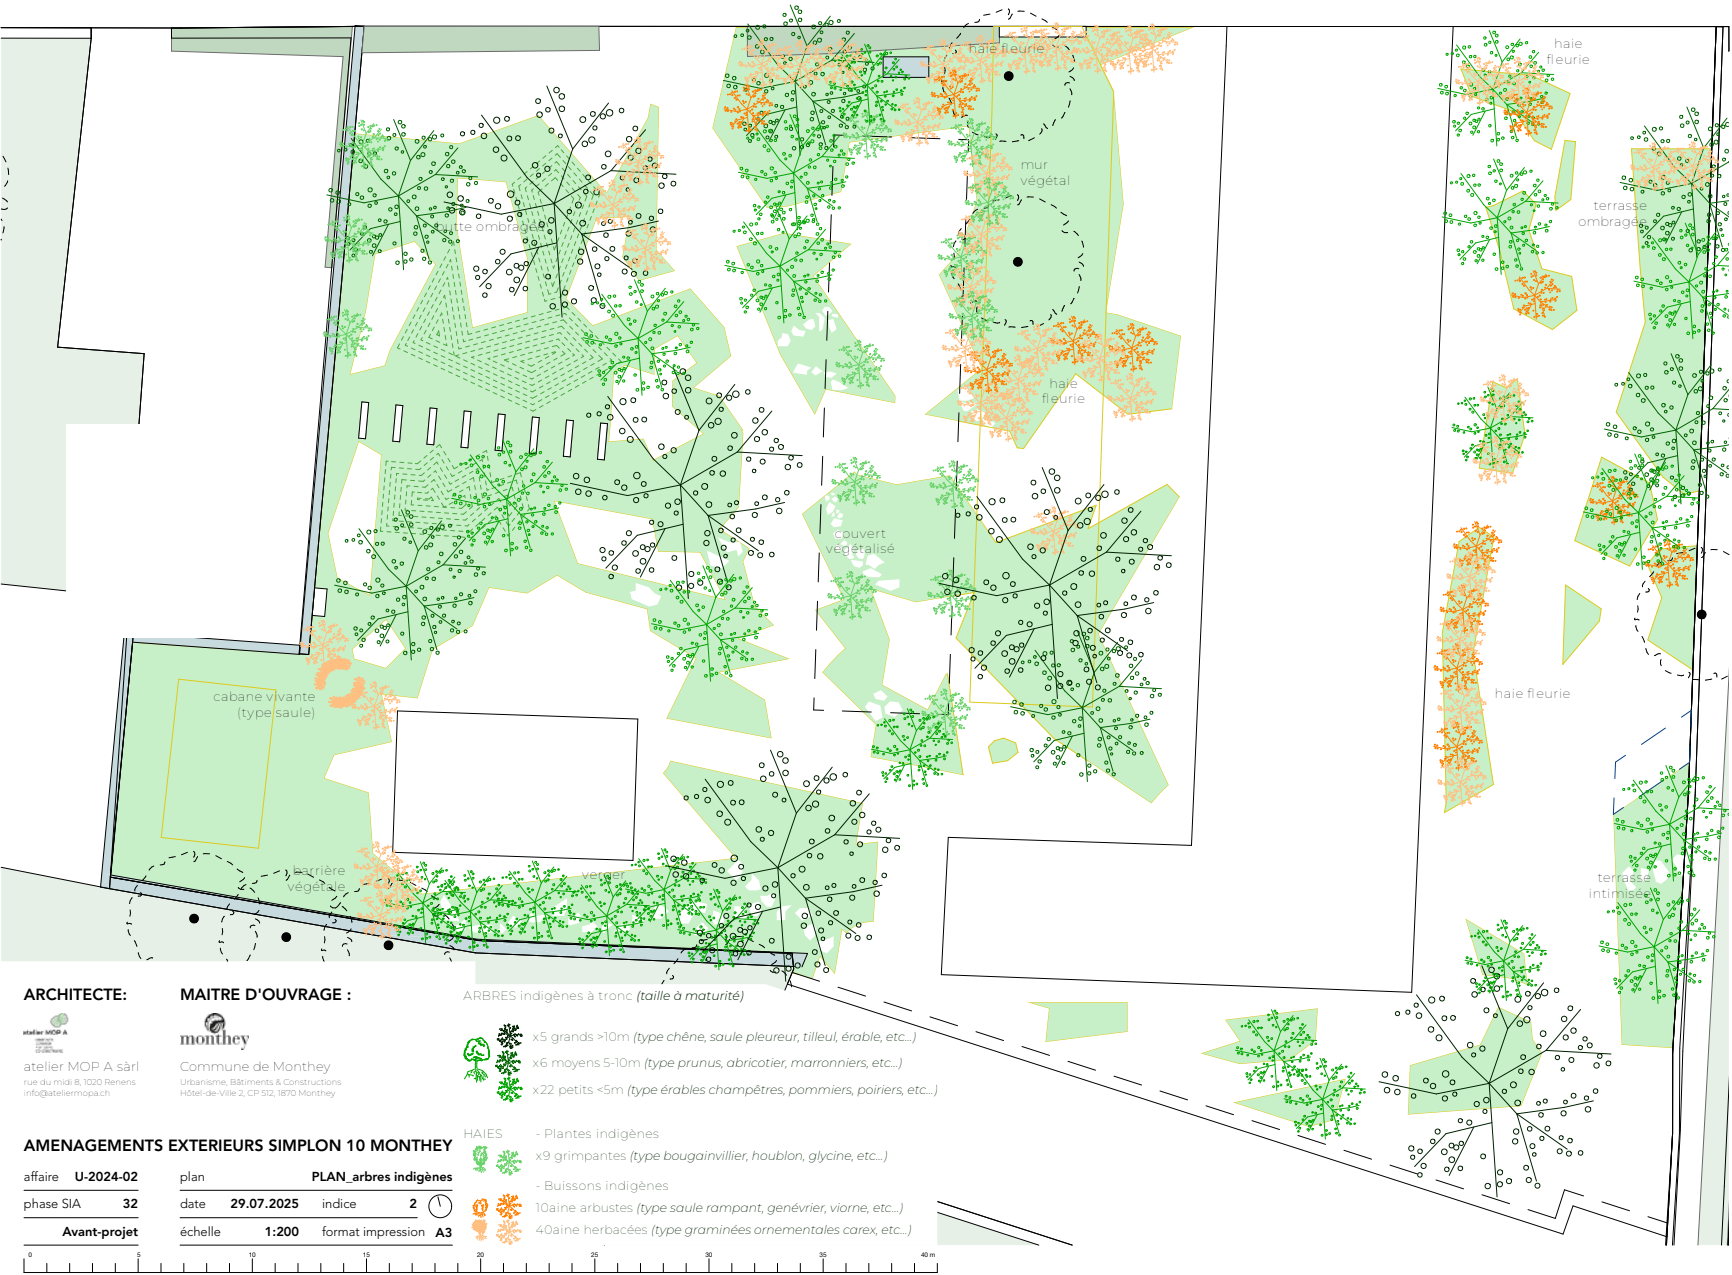 haie fleurie
haie
fleurie
mur
végétal
terrasse
ombragée
butte ombragée
haie
fleurie
couvert
végétalisé
cabane vivante
(type saule)
haie fleurie
barrière
végétale
verger
terrasse
intimisée
ARCHITECTE:
MAITRE D'OUVRAGE :
atelier MOP A
monthey
atelier MOP A sàrl
rue du midi 8, 1020 Renens
info@ateliermopa.ch
Commune de Monthey
Urbanisme, Bâtiments & Constructions
Hôtel-de-Ville 2, CP 512, 1870 Monthey
ARBRES indigènes à tronc (taille à maturité)
x5 grands >10m (type chêne, saule pleureur, tilleul, érable, etc...)
x6 moyens 5-10m (type prunus, abricotier, marronniers, etc...)
x22 petits <5m (type érables champêtres, pommiers, poiriers, etc...)
HAIES - Plantes indigènes
x9 grimpantes (type bougainvillier, houblon, glycine, etc...)
- Buissons indigènes
10aine arbustes (type saule rampant, genévrier, viorne, etc...)
40aine herbacées (type graminées ornementales carex, etc...)
AMENAGEMENTS EXTERIEURS SIMPLON 10 MONTHEY
affaire U-2024-02 plan PLAN_arbres indigènes
phase SIA 32 date 29.07.2025 indice 2
Avant-projet échelle 1:200 format impression A3
0 5 10 15 20 25 30 35 40 m